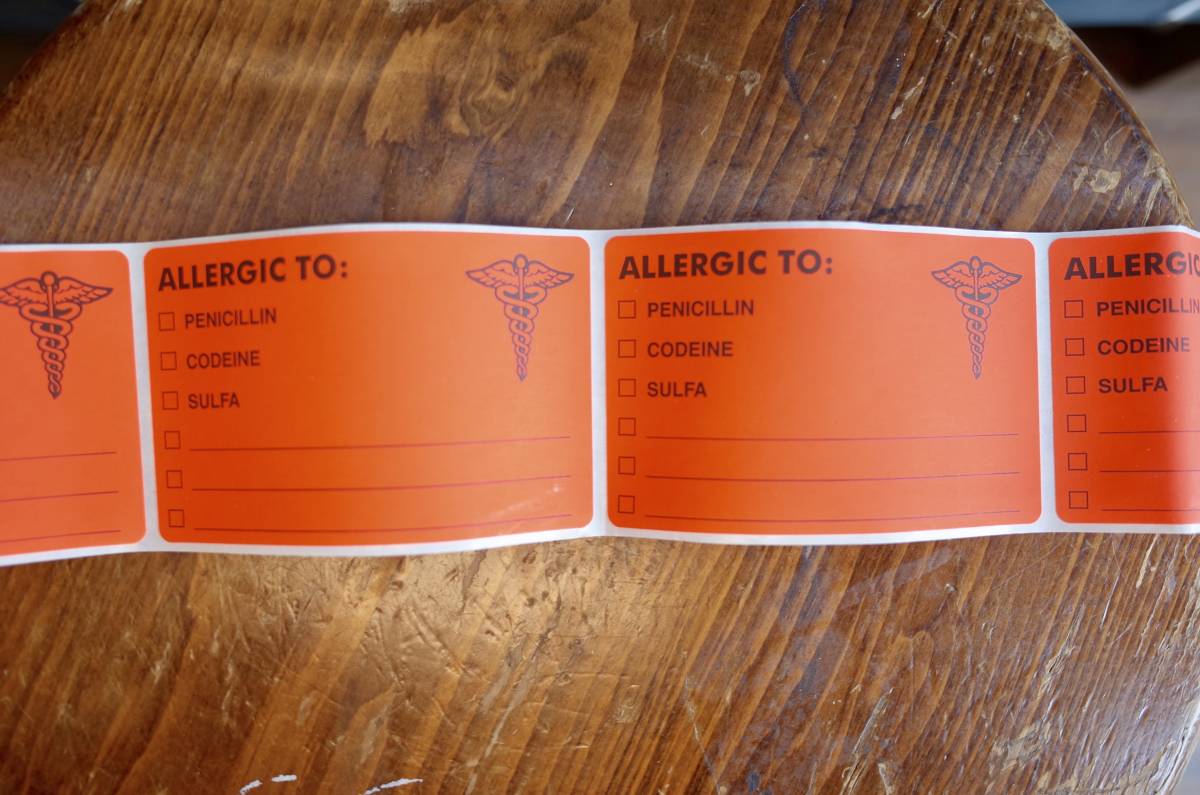 ALLERGIC TO:
PENICILLIN
CODEINE
SULFA
ALLERGIC TO:
PENICILLIN
CODEINE
SULFA
PENICILLIN
CODEINE
SULFA